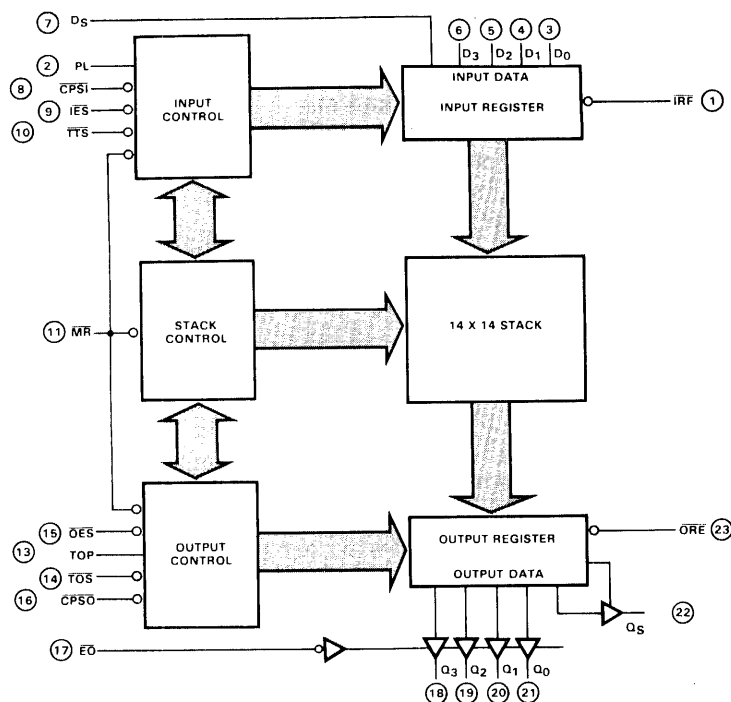 7 DS
6 5 4 3
D3 D2 D1 D0
2 PL
8 CPSI
9 IES
10 TTS
INPUT
CONTROL
INPUT DATA
INPUT REGISTER
IRF 1
11 MR
STACK
CONTROL
14 X 14 STACK
15 OES
13 TOP
14 TOS
16 CPSO
OUTPUT
CONTROL
OUTPUT REGISTER
OUTPUT DATA
ORE 23
22
QS
17 EO
Q3 Q2 Q1 Q0
18 19 20 21